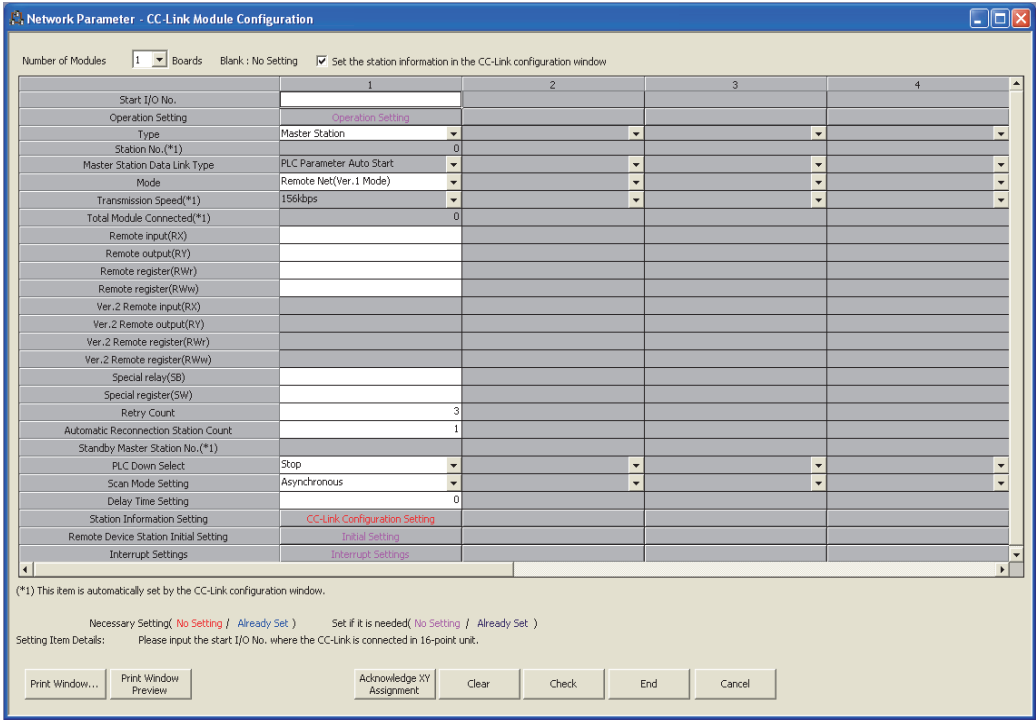 Network Parameter - CC-Link Module Configuration
Number of Modules 1 Boards Blank : No Setting Set the station information in the CC-Link configuration window
1 2 3 4
Start I/O No.
Operation Setting Operation Setting
Type Master Station
Station No.(*1) 0
Master Station Data Link Type PLC Parameter Auto Start
Mode Remote Net(Ver.1 Mode)
Transmission Speed(*1) 156kbps
Total Module Connected(*1) 0
Remote input(RX)
Remote output(RY)
Remote register(RWr)
Remote register(RWw)
Ver.2 Remote input(RX)
Ver.2 Remote output(RY)
Ver.2 Remote register(RWr)
Ver.2 Remote register(RWw)
Special relay(SB)
Special register(SW)
Retry Count 3
Automatic Reconnection Station Count 1
Standby Master Station No.(*1)
PLC Down Select Stop
Scan Mode Setting Asynchronous
Delay Time Setting 0
Station Information Setting CC-Link Configuration Setting
Remote Device Station Initial Setting Initial Setting
Interrupt Settings Interrupt Settings
(*1) This item is automatically set by the CC-Link configuration window.
Necessary Setting( No Setting / Already Set ) Set if it is needed( No Setting / Already Set )
Setting Item Details: Please input the start I/O No. where the CC-Link is connected in 16-point unit.
Print Window... Print Window Preview Acknowledge XY Assignment Clear Check End Cancel